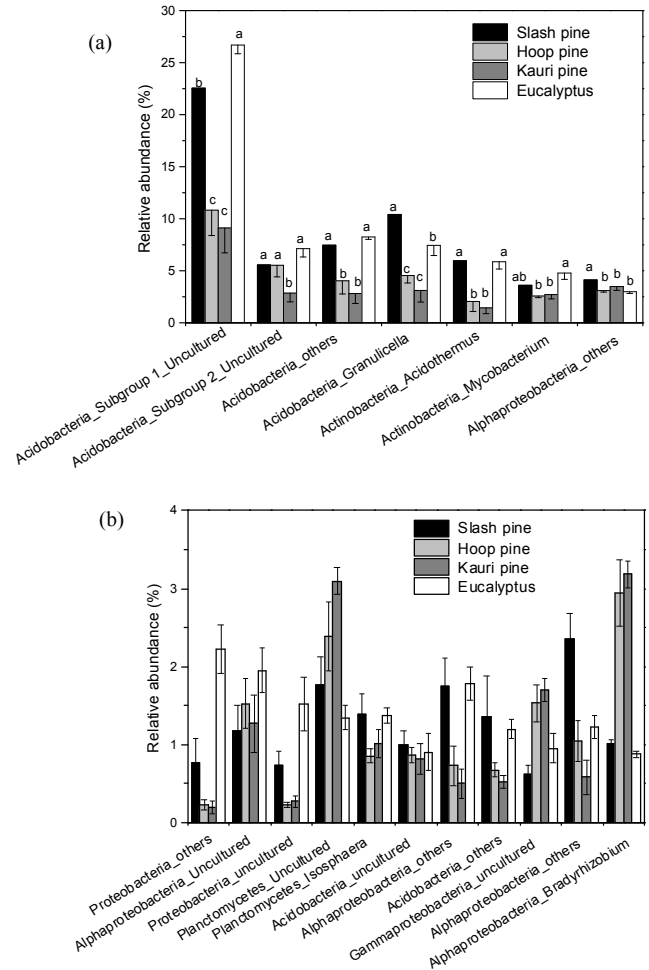 (a)
30
25
20
15
10
5
0
Relative abundance (%)
Slash pine
Hoop pine
Kauri pine
Eucalyptus
b c c a
a a b a
a b b a
a c c b
a b b a
ab b b a
a b b b
Acidobacteria_Subgroup 1_Uncultured
Acidobacteria_Subgroup 2_Uncultured
Acidobacteria_others
Acidobacteria_Granulicella
Actinobacteria_Acidothermus
Actinobacteria_Mycobacterium
Alphaproteobacteria_others
(b)
4
3
2
1
0
Relative abundance (%)
Slash pine
Hoop pine
Kauri pine
Eucalyptus
Proteobacteria_others
Alphaproteobacteria_Uncultured
Proteobacteria_uncultured
Planctomycetes_Uncultured
Planctomycetes_Isosphaera
Acidobacteria_uncultured
Alphaproteobacteria_others
Acidobacteria_others
Gammaproteobacteria_uncultured
Alphaproteobacteria_others
Alphaproteobacteria_Bradyrhizobium